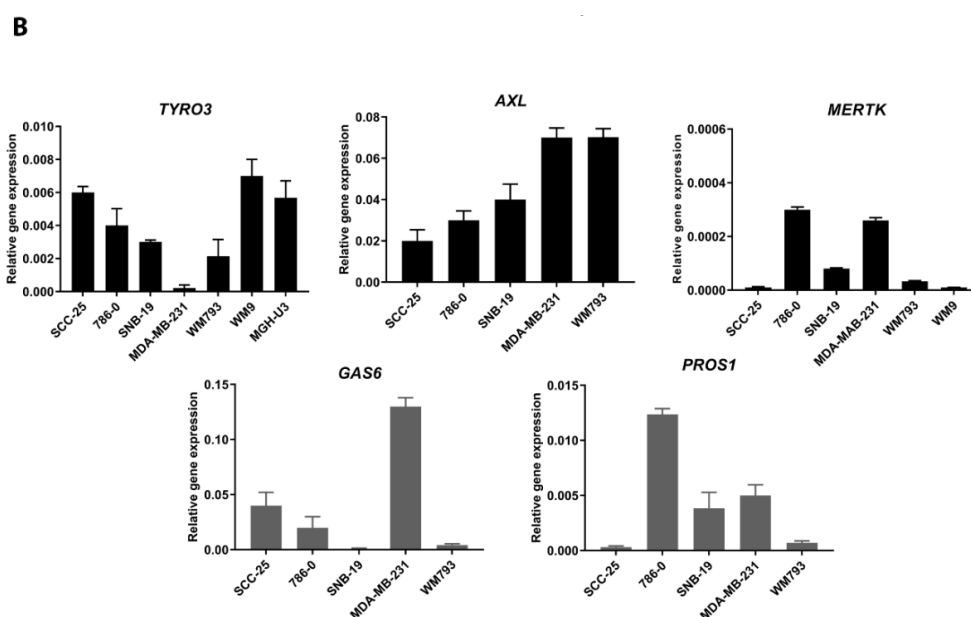 B
TYRO3
Relative gene expression
0.010
0.008
0.006
0.004
0.002
0.000
SCC-25
786-0
SNB-19
MDA-MB-231
WM793
WM9
MGH-U3
AXL
Relative gene expression
0.08
0.06
0.04
0.02
0.00
SCC-25
786-0
SNB-19
MDA-MB-231
WM793
MERTK
Relative gene expression
0.0006
0.0004
0.0002
0.0000
SCC-25
786-0
SNB-19
MDA-MAB-231
WM793
WM9
GAS6
Relative gene expression
0.15
0.10
0.05
0.00
SCC-25
786-0
SNB-19
MDA-MB-231
WM793
PROS1
Relative gene expression
0.015
0.010
0.005
0.000
SCC-25
786-0
SNB-19
MDA-MB-231
WM793